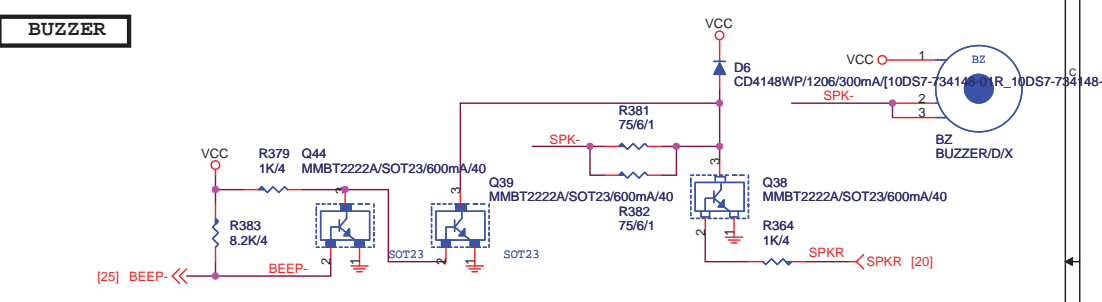 BUZZER
VCC
D6
CD4148WP/1206/300mA/[10DS7-734148-01R_10DS7-734148-
VCC
1
BZ
C
SPK-
2
3
BZ
BUZZER/D/X
R381
75/6/1
SPK-
R382
75/6/1
VCC
R379
1K/4
Q44
MMBT2222A/SOT23/600mA/40
3
3
Q39
MMBT2222A/SOT23/600mA/40
3
Q38
MMBT2222A/SOT23/600mA/40
R383
8.2K/4
SOT23
SOT23
2
1
2
1
2
1
R364
1K/4
SPKR
SPKR [20]
[25] BEEP-
BEEP-